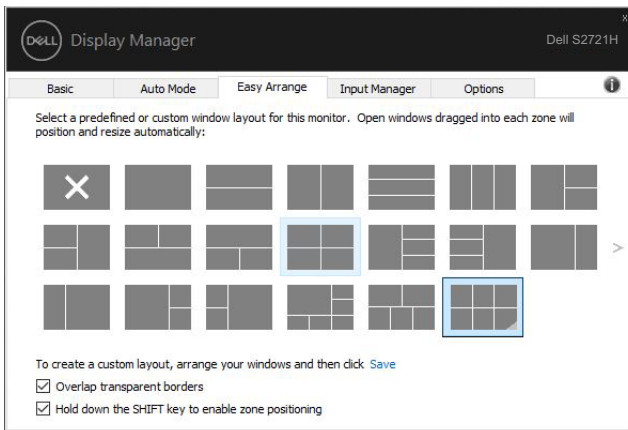 DELL Display Manager
x
Dell S2721H
Basic Auto Mode Easy Arrange Input Manager Options
Select a predefined or custom window layout for this monitor. Open windows dragged into each zone will
position and resize automatically:
>
To create a custom layout, arrange your windows and then click Save
Overlap transparent borders
Hold down the SHIFT key to enable zone positioning